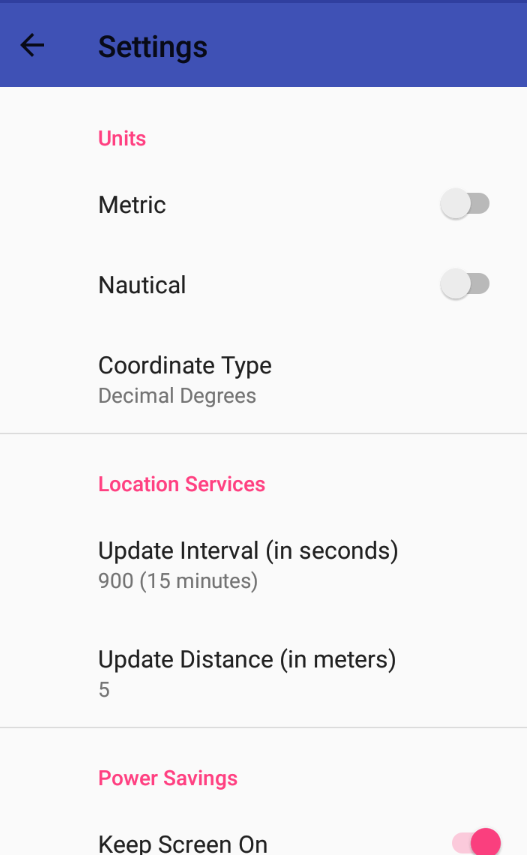 Settings
Units
Metric
Nautical
Coordinate Type
Decimal Degrees
Location Services
Update Interval (in seconds)
900 (15 minutes)
Update Distance (in meters)
5
Power Savings
Keep Screen On